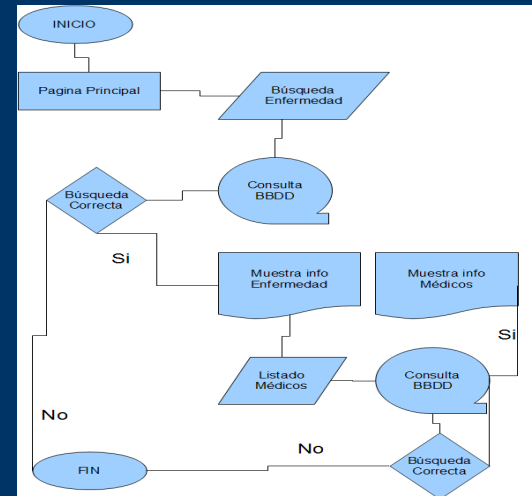 INICIO
Pagina Principal
Búsqueda
Enfermedad
Consulta
BBDD
Búsqueda
Correcta
Si
Muestra info
Enfermedad
Muestra info
Médicos
Si
Listado
Médicos
Consulta
BBDD
No
No
Búsqueda
Correcta
FIN